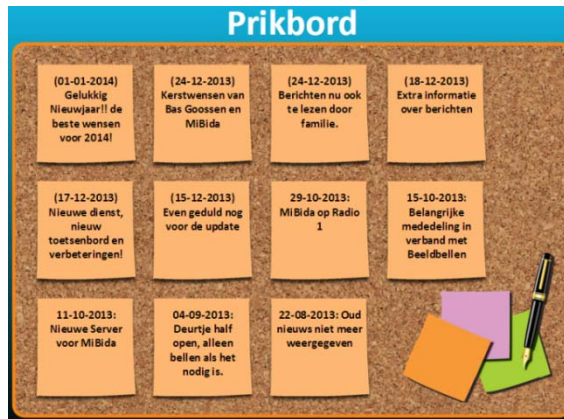 Prikbord
(01-01-2014)
Gelukkig
Nieuwjaar!! de
beste wensen
voor 2014!
(24-12-2013)
Kerstwensen van
Bas Goossen en
MiBida
(24-12-2013)
Berichten nu ook
te lezen door
familie.
(18-12-2013)
Extra informatie
over berichten
(17-12-2013)
Nieuwe dienst,
nieuw
toetsenbord en
verbeteringen!
(15-12-2013)
Even geduld nog
voor de update
29-10-2013:
MiBida op Radio
1
15-10-2013:
Belangrijke
mededeling in
verband met
Beeldbellen
11-10-2013:
Nieuwe Server
voor MiBida
04-09-2013:
Deurtje half
open, alleen
bellen als het
nodig is.
22-08-2013: Oud
nieuws niet meer
weergegeven